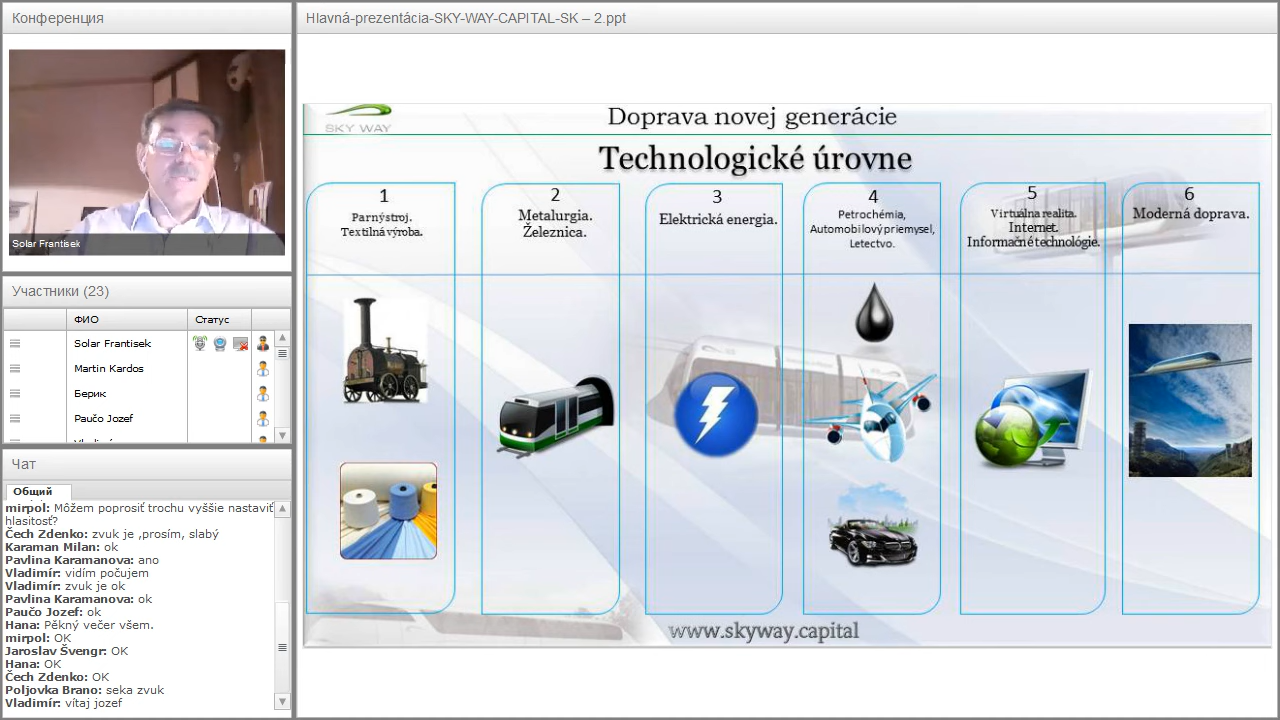 Конференция
Solar Frantisek
Участники (23)
ФИО
Статус
Solar Frantisek
Martin Kardos
Берик
Paučo Jozef
Чат
Общий
mirpol: Môžem poprosiť trochu vyššie nastaviť
hlasitosť?
Čech Zdenko: zvuk je ,prosím, slabý
Karaman Milan: ok
Pavlina Karamanova: ano
Vladimír: vidím počujem
Vladimír: zvuk je ok
Pavlina Karamanova: ok
Paučo Jozef: ok
Hana: Pěkný večer všem.
mirpol: OK
Jaroslav Švengr: OK
Hana: OK
Čech Zdenko: OK
Poljovka Brano: seka zvuk
Vladimír: vítaj jozef
Hlavná-prezentácia-SKY-WAY-CAPITAL-SK – 2.ppt
SKY WAY
Doprava novej generácie
Technologické úrovne
1
Parný stroj.
Textilná výroba.
2
Metalurgia.
Železnica.
3
Elektrická energia.
4
Petrochémia,
Automobilový priemysel,
Letectvo.
5
Virtuálna realita.
Internet.
Informačné technológie.
6
Moderná doprava.
www.skyway.capital